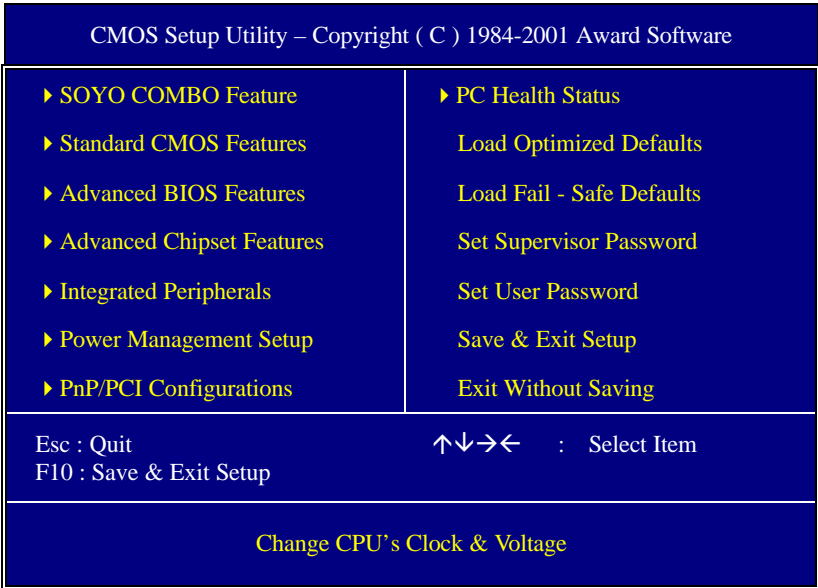 CMOS Setup Utility – Copyright ( C ) 1984-2001 Award Software
SOYO COMBO Feature
Standard CMOS Features
Advanced BIOS Features
Advanced Chipset Features
Integrated Peripherals
Power Management Setup
PnP/PCI Configurations
PC Health Status
Load Optimized Defaults
Load Fail - Safe Defaults
Set Supervisor Password
Set User Password
Save & Exit Setup
Exit Without Saving
Esc : Quit
F10 : Save & Exit Setup
↑↓→← : Select Item
Change CPU's Clock & Voltage